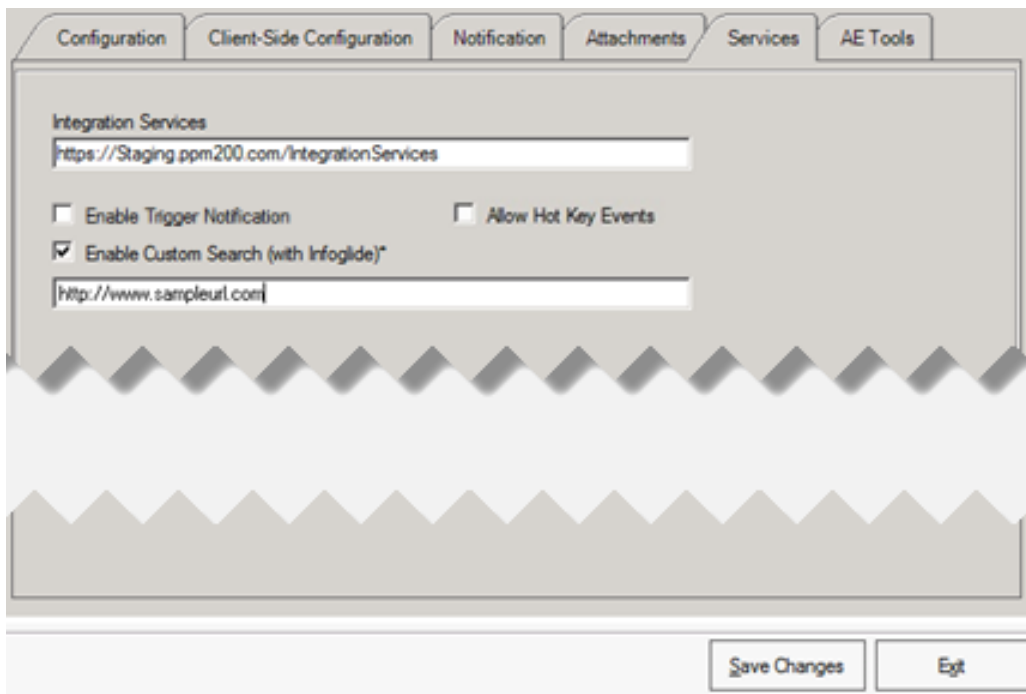 Configuration Client-Side Configuration Notification Attachments Services AE Tools
Integration Services
https://Staging.ppm200.com/IntegrationServices
Enable Trigger Notification Allow Hot Key Events
Enable Custom Search (with Infoglide)*
http://www.sampleurl.com
Save Changes Exit